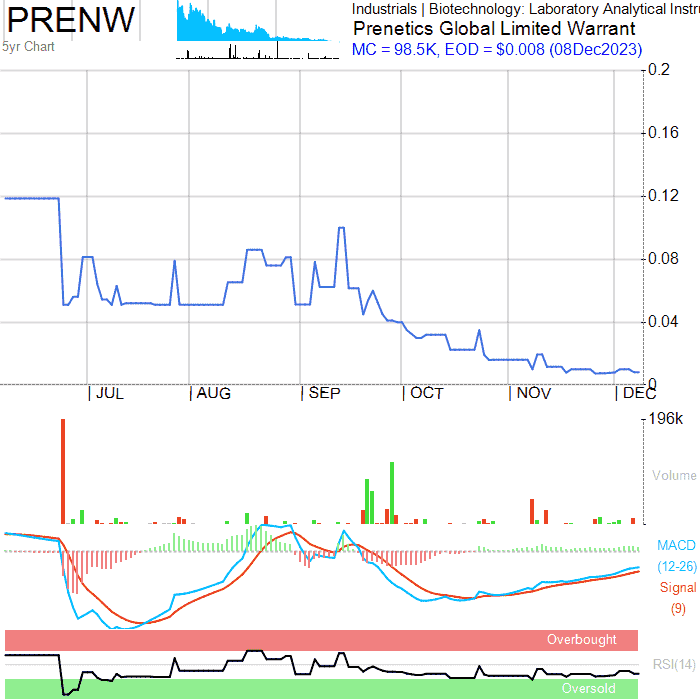 PRENW
Industrials | Biotechnology: Laboratory Analytical Instru
5yr Chart
Prenetics Global Limited Warrant
MC = 98.5K, EOD = $0.008 (08Dec2023)
0.2
0.16
0.12
0.08
0.04
0
JUL AUG SEP OCT NOV DEC
196k
Volume
MACD
(12-26)
Signal
(9)
Overbought
RSI(14)
Oversold